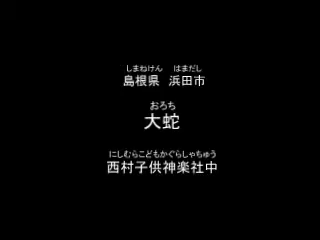 しまねけん はまだし
島根県 浜田市
おろち
大蛇
にしむらこどもかぐらしゃちゅう
西村子供神楽社中